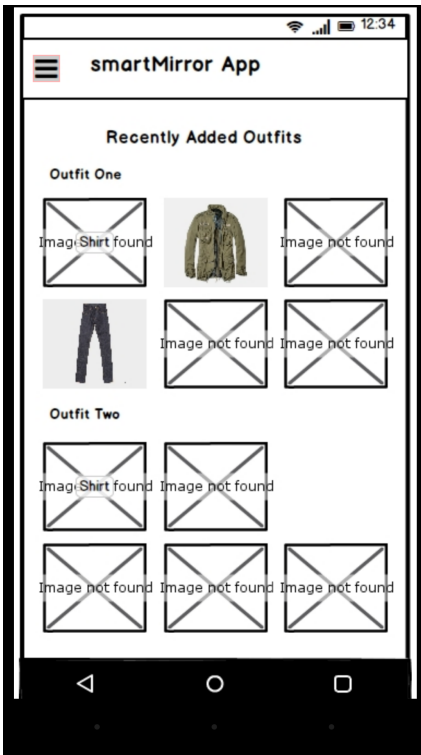 12:34
smartMirror App
Recently Added Outfits
Outfit One
Image Shirt found
Image not found
Image not found
Image not found
Outfit Two
Image Shirt found
Image not found
Image not found
Image not found
Image not found